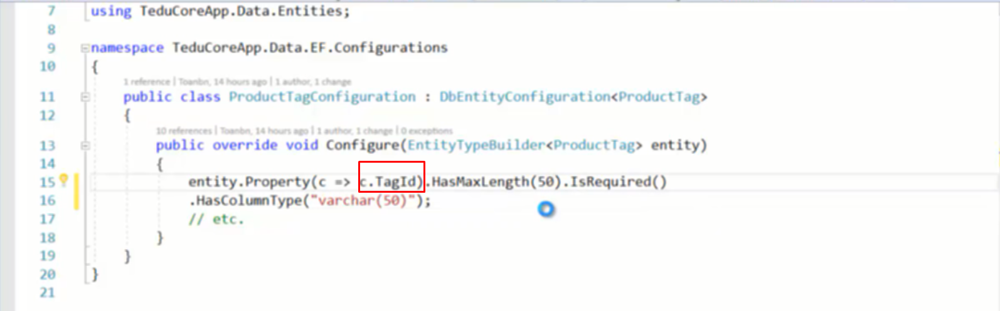 7 using TeduCoreApp.Data.Entities;
8
9 namespace TeduCoreApp.Data.EF.Configurations
10 {
1 reference | Toanbn, 14 hours ago | 1 author, 1 change
11 public class ProductTagConfiguration : DbEntityConfiguration<ProductTag>
12 {
10 references | Toanbn, 14 hours ago | 1 author, 1 change | 0 exceptions
13 public override void Configure(EntityTypeBuilder<ProductTag> entity)
14 {
15 entity.Property(c => c.TagId).HasMaxLength(50).IsRequired()
16 .HasColumnType("varchar(50)");
17 // etc.
18 }
19 }
20 }
21